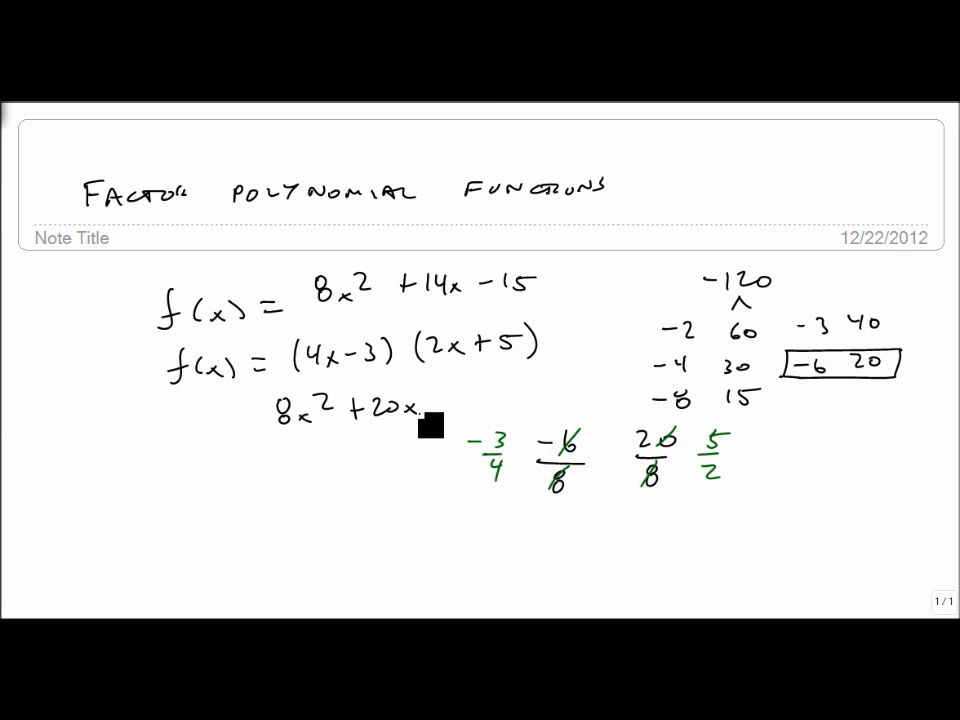 FACTOR POLYNOMIAL FUNCTIONS
Note Title 12/22/2012
f(x) = 8x² + 14x - 15
f(x) = (4x - 3) (2x + 5)
8x² + 20x
-120
^
-2 60 -3 40
-4 30 -6 20
-8 15
-3/4 -6/8 20/8 5/2
1 / 1